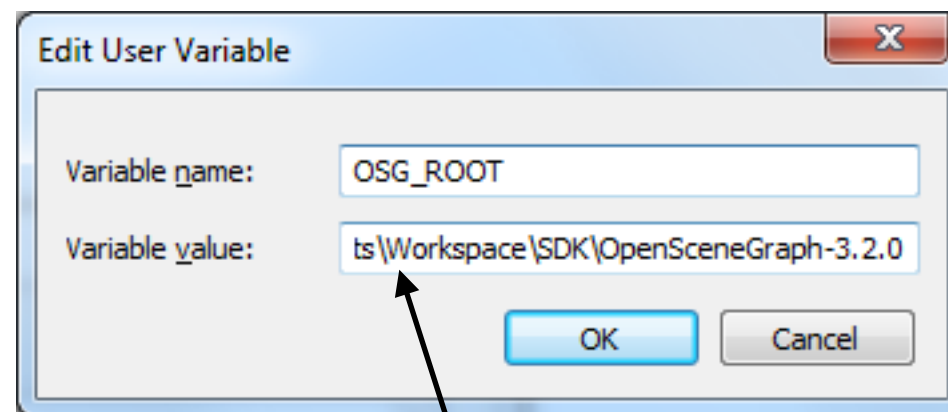 Edit User Variable
Variable name: OSG_ROOT
Variable value: ts\Workspace\SDK\OpenSceneGraph-3.2.0
OK Cancel